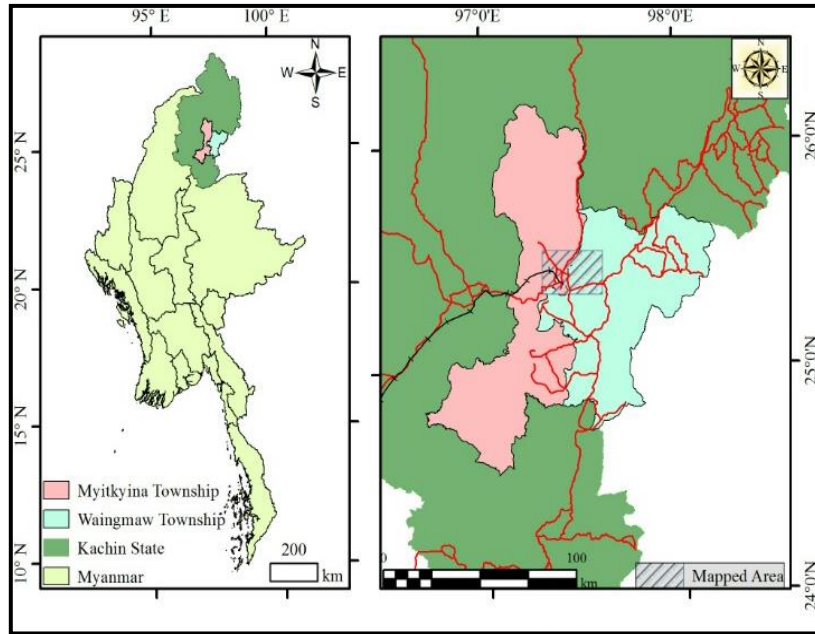 95° E
100° E
N
W
E
S
25° N
20° N
15° N
10° N
Myitkyina Township
Waingmaw Township
Kachin State
Myanmar
200
km
97°0'E
98°0'E
N
W
E
S
26°0'N
25°0'N
24°0'N
0
100
km
Mapped Area